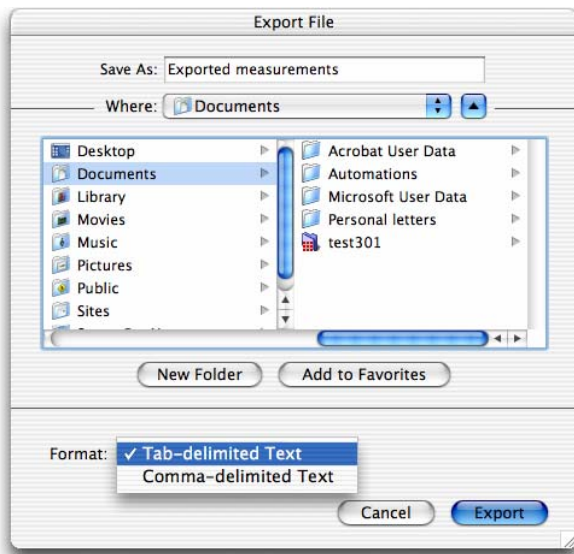 Export File
Save As: Exported measurements
Where: Documents
Desktop
Documents
Library
Movies
Music
Pictures
Public
Sites
Acrobat User Data
Automations
Microsoft User Data
Personal letters
test301
New Folder
Add to Favorites
Format: ✓ Tab-delimited Text
Comma-delimited Text
Cancel
Export